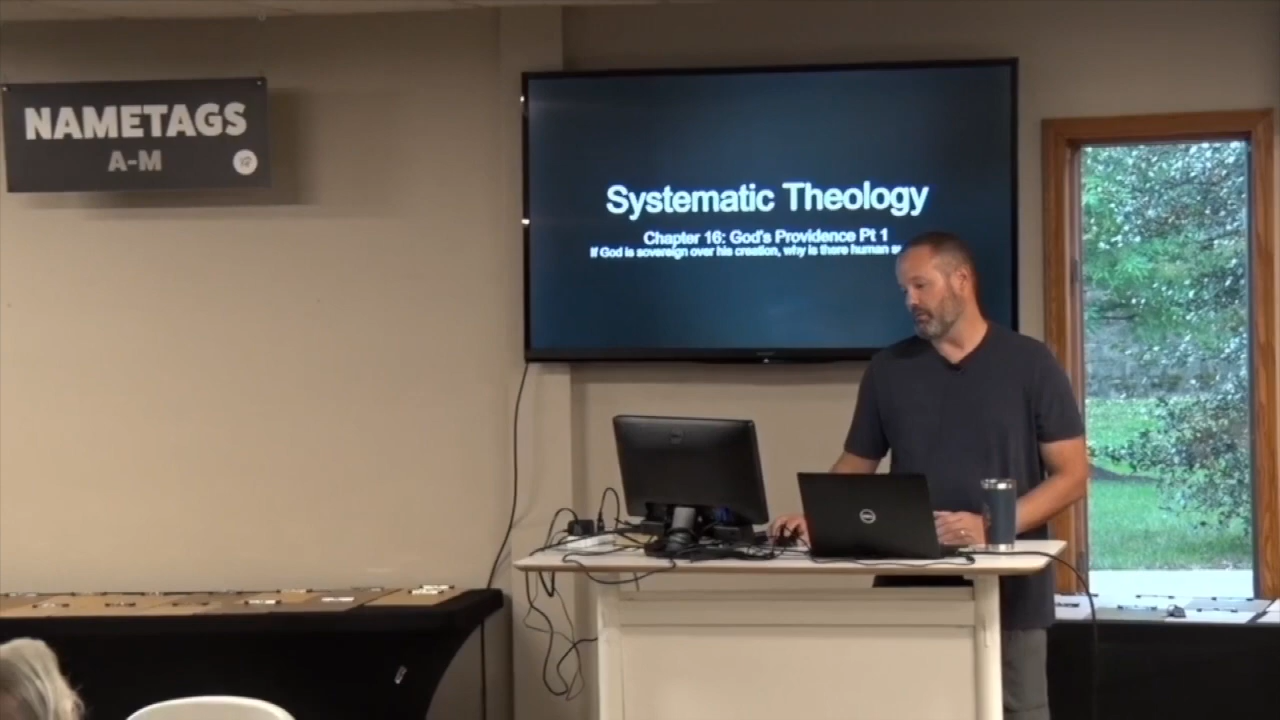 NAMETAGS
A-M
Systematic Theology
Chapter 16: God's Providence Pt 1
If God is sovereign over his creation, why is there human
DELL